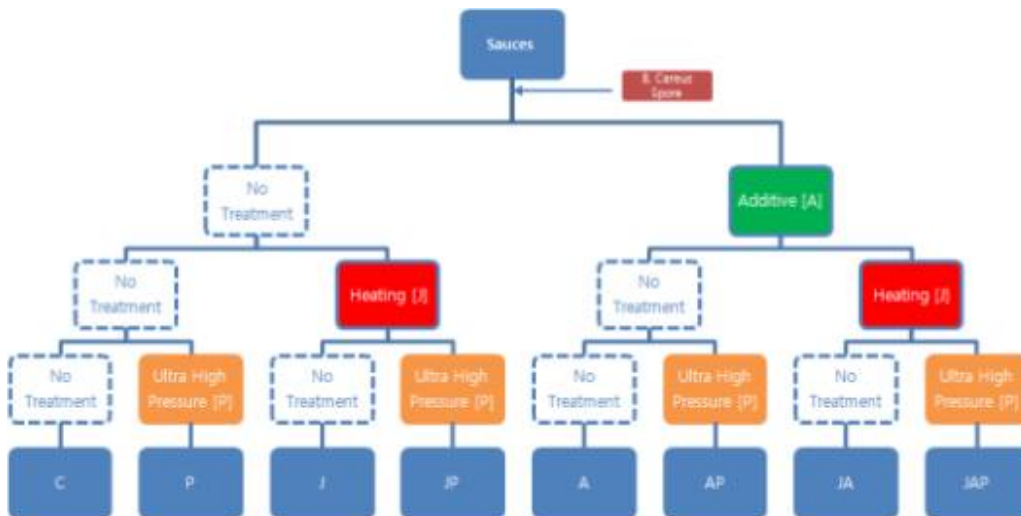 Sauces
B. Cereus
Spore
No
Treatment
Additive [A]
No
Treatment
Heating [J]
No
Treatment
Heating [J]
No
Treatment
Ultra High
Pressure [P]
No
Treatment
Ultra High
Pressure [P]
No
Treatment
Ultra High
Pressure [P]
No
Treatment
Ultra High
Pressure [P]
C
P
J
JP
A
AP
JA
JAP